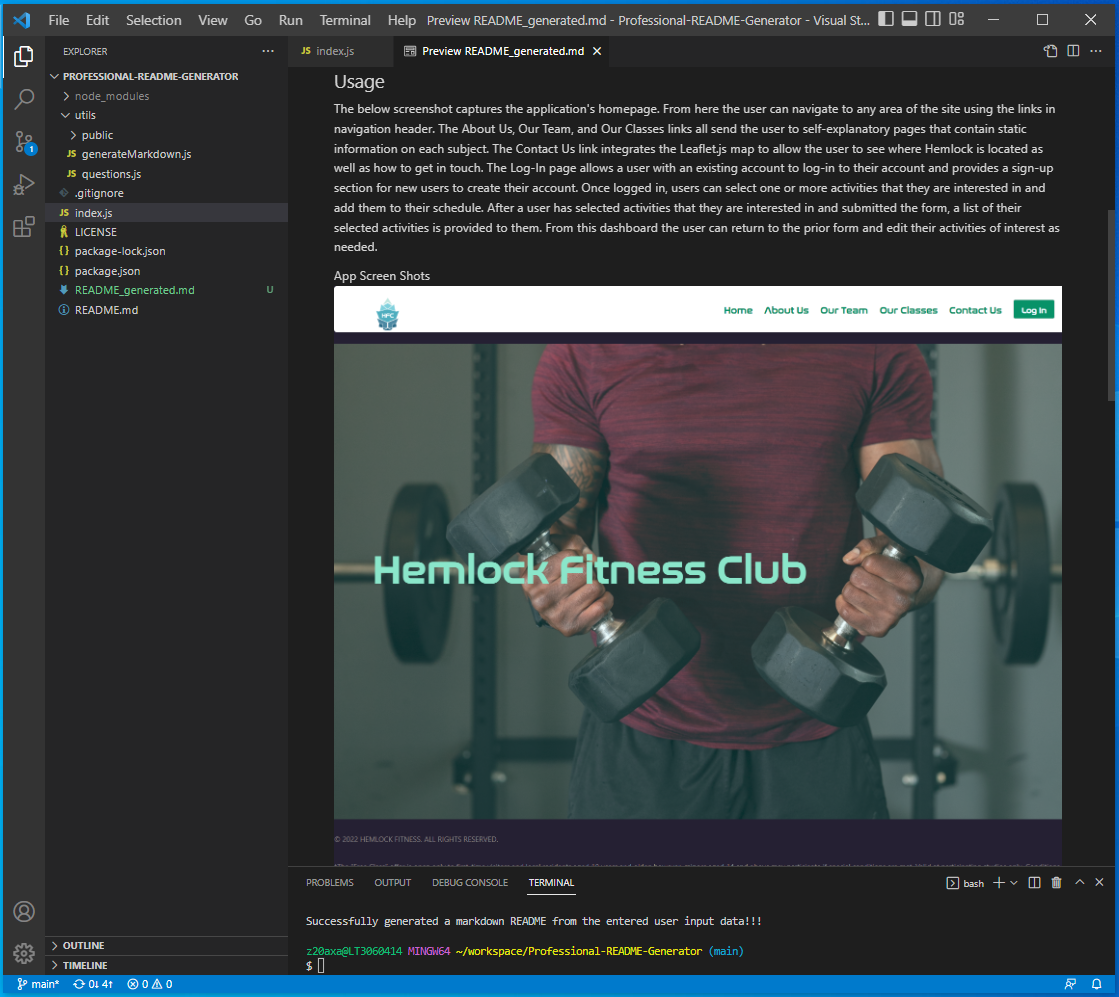 File Edit Selection View Go Run Terminal Help Preview README_generated.md - Professional-README-Generator - Visual St...
EXPLORER
PROFESSIONAL-README-GENERATOR
node_modules
utils
public
JS generateMarkdown.js
JS questions.js
.gitignore
JS index.js
LICENSE
{} package-lock.json
{} package.json
README_generated.md U
README.md
1
OUTLINE
TIMELINE
JS index.js
Preview README_generated.md
Usage
The below screenshot captures the application's homepage. From here the user can navigate to any area of the site using the links in
navigation header. The About Us, Our Team, and Our Classes links all send the user to self-explanatory pages that contain static
information on each subject. The Contact Us link integrates the Leaflet.js map to allow the user to see where Hemlock is located as
well as how to get in touch. The Log-In page allows a user with an existing account to log-in to their account and provides a sign-up
section for new users to create their account. Once logged in, users can select one or more activities that they are interested in and
add them to their schedule. After a user has selected activities that they are interested in and submitted the form, a list of their
selected activities is provided to them. From this dashboard the user can return to the prior form and edit their activities of interest as
needed.
App Screen Shots
HFC
Home About Us Our Team Our Classes Contact Us Log In
Hemlock Fitness Club
© 2022 HEMLOCK FITNESS. ALL RIGHTS RESERVED.
PROBLEMS OUTPUT DEBUG CONSOLE TERMINAL bash
Successfully generated a markdown README from the entered user input data!!!
z20axa@LT3060414 MINGW64 ~/workspace/Professional-README-Generator (main)
$
main* 0↓ 4↑ 0 0